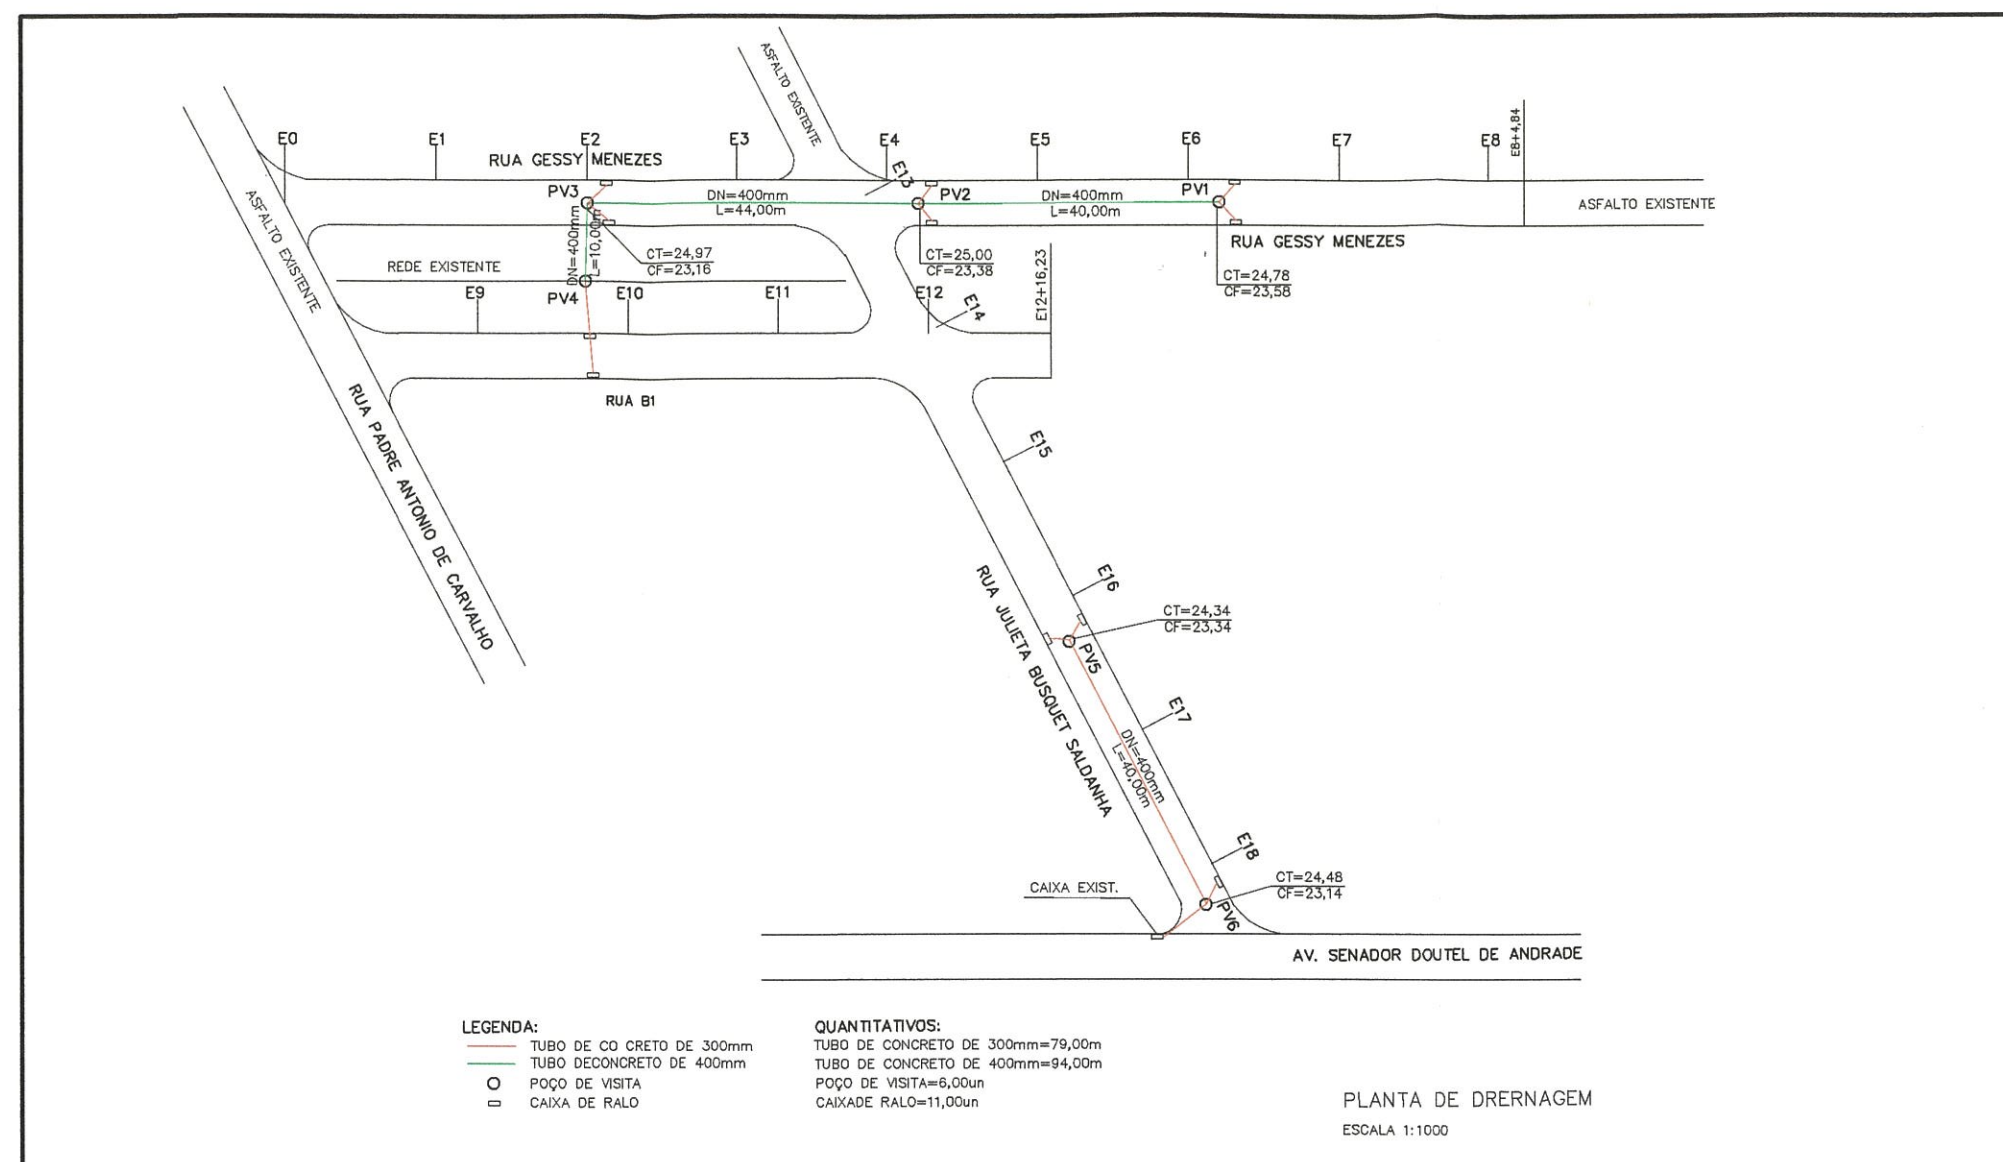 ASFALTO EXISTENTE
E0
E1
E2
E3
E4
E5
E6
E7
E8
E8+4,84
RUA GESSY MENEZES
E13
PV3
DN=400mm
L=44,00m
PV2
DN=400mm
L=40,00m
PV1
ASFALTO EXISTENTE
ASFALTO EXISTENTE
DN=400mm
L=10,00m
CT=24,97
CF=23,16
CT=25,00
CF=23,38
RUA GESSY MENEZES
CT=24,78
CF=23,58
REDE EXISTENTE
PV4
E9
E10
E11
E12
E14
E12+16,23
RUA B1
RUA PADRE ANTONIO DE CARVALHO
E15
E16
RUA JULIETA BUSQUET SALDANHA
CT=24,34
CF=23,34
PV5
E17
DN=400mm
L=40,00m
E18
CT=24,48
CF=23,14
CAIXA EXIST.
PV6
AV. SENADOR DOUTEL DE ANDRADE
LEGENDA:
TUBO DE CO CRETO DE 300mm
TUBO DECONCRETO DE 400mm
POÇO DE VISITA
CAIXA DE RALO
QUANTITATIVOS:
TUBO DE CONCRETO DE 300mm=79,00m
TUBO DE CONCRETO DE 400mm=94,00m
POÇO DE VISITA=6,00un
CAIXADE RALO=11,00un
PLANTA DE DRERNAGEM
ESCALA 1:1000